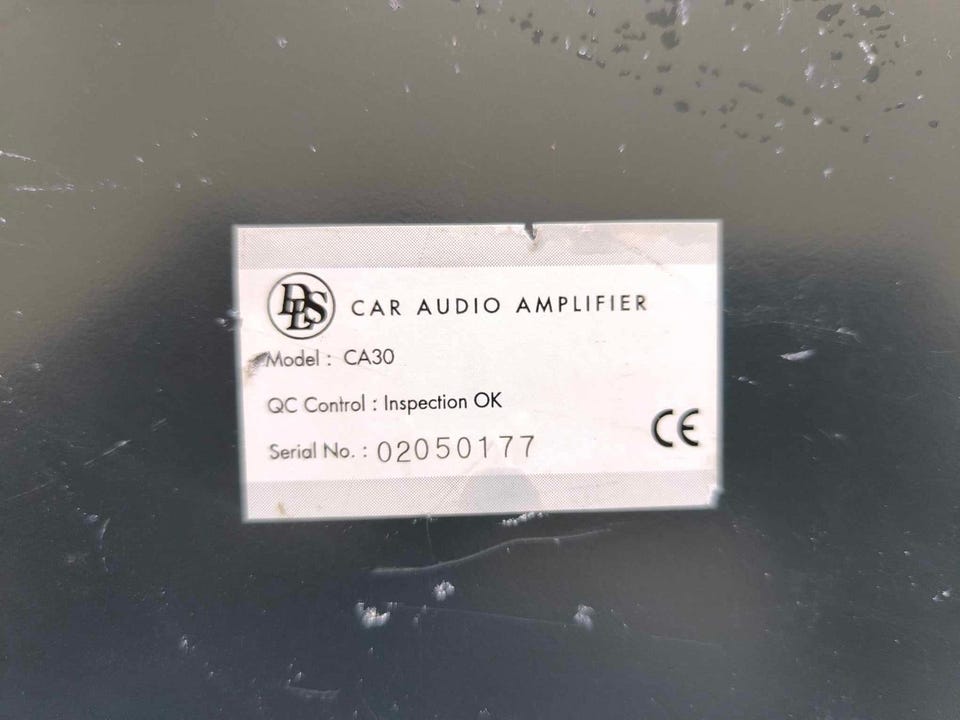 DLS CAR AUDIO AMPLIFIER
Model : CA30
QC Control : Inspection OK
Serial No. : 02050177
CE